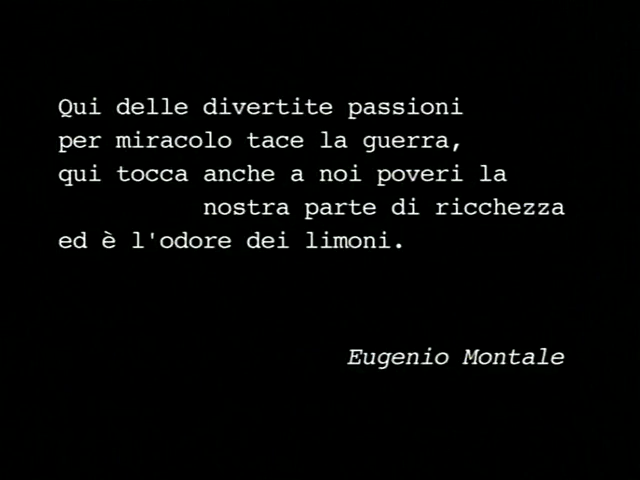 Qui delle divertite passioni
per miracolo tace la guerra,
qui tocca anche a noi poveri la
nostra parte di ricchezza
ed è l'odore dei limoni.
Eugenio Montale